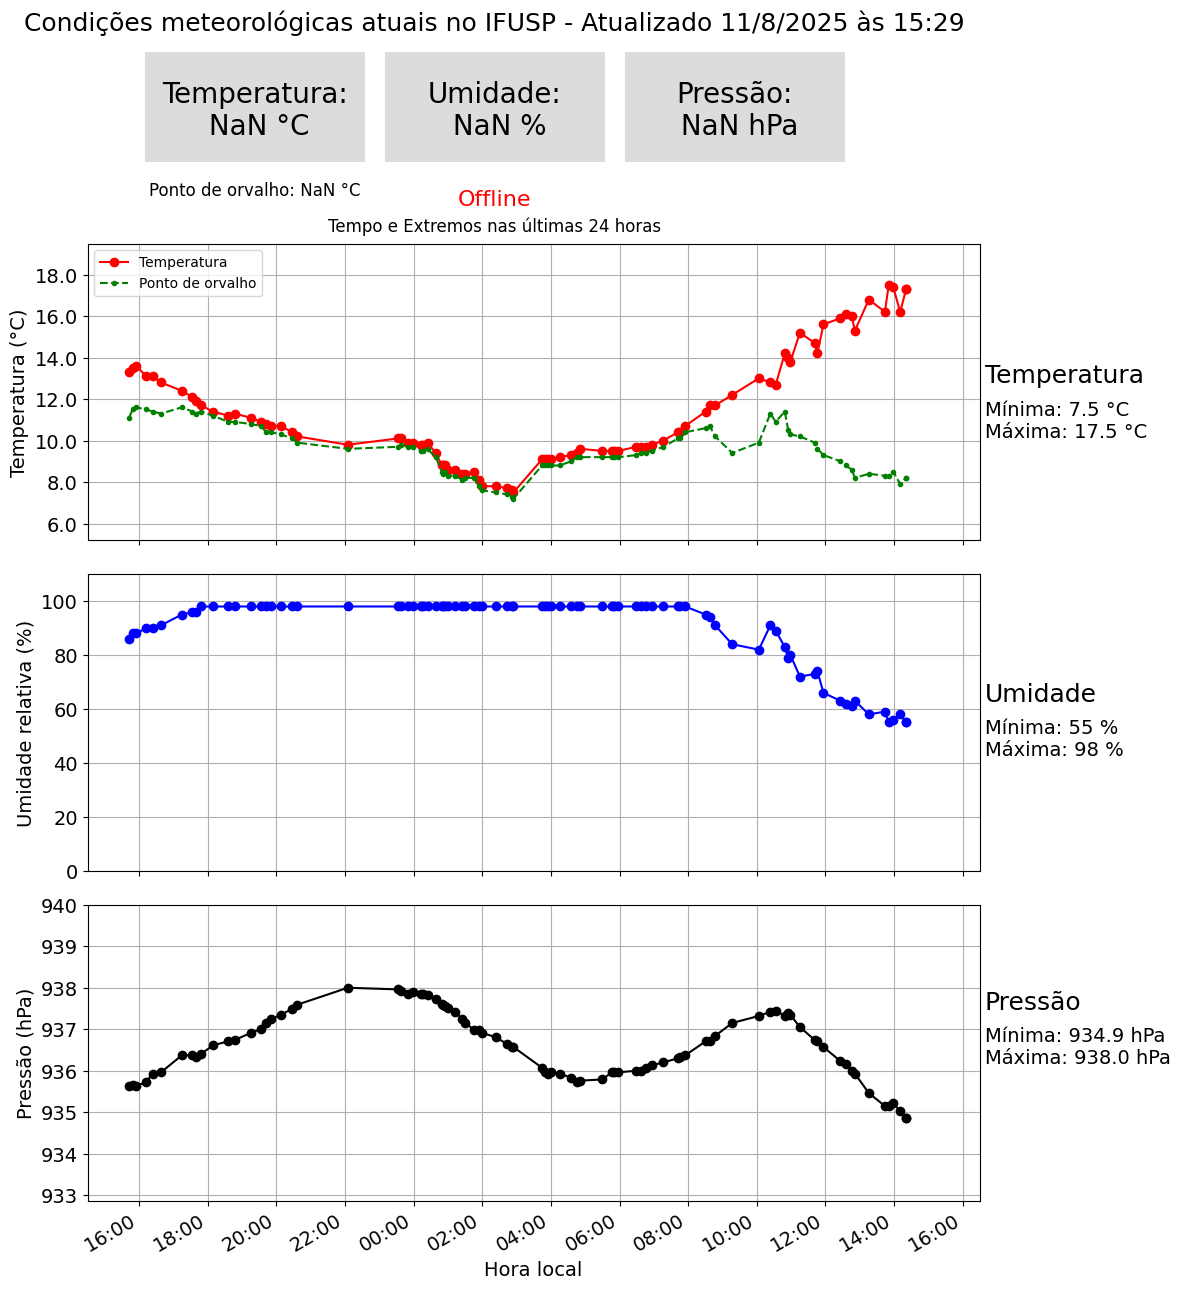 Condições meteorológicas atuais no IFUSP - Atualizado 11/8/2025 às 15:29
Temperatura:
NaN °C
Umidade:
NaN %
Pressão:
NaN hPa
Ponto de orvalho: NaN °C
Offline
Tempo e Extremos nas últimas 24 horas
Temperatura
Ponto de orvalho
Temperatura (°C)
18.0
16.0
14.0
12.0
10.0
8.0
6.0
Temperatura
Mínima: 7.5 °C
Máxima: 17.5 °C
Umidade relativa (%)
100
80
60
40
20
0
Umidade
Mínima: 55 %
Máxima: 98 %
Pressão (hPa)
940
939
938
937
936
935
934
933
Pressão
Mínima: 934.9 hPa
Máxima: 938.0 hPa
16:00 18:00 20:00 22:00 00:00 02:00 04:00 06:00 08:00 10:00 12:00 14:00 16:00
Hora local